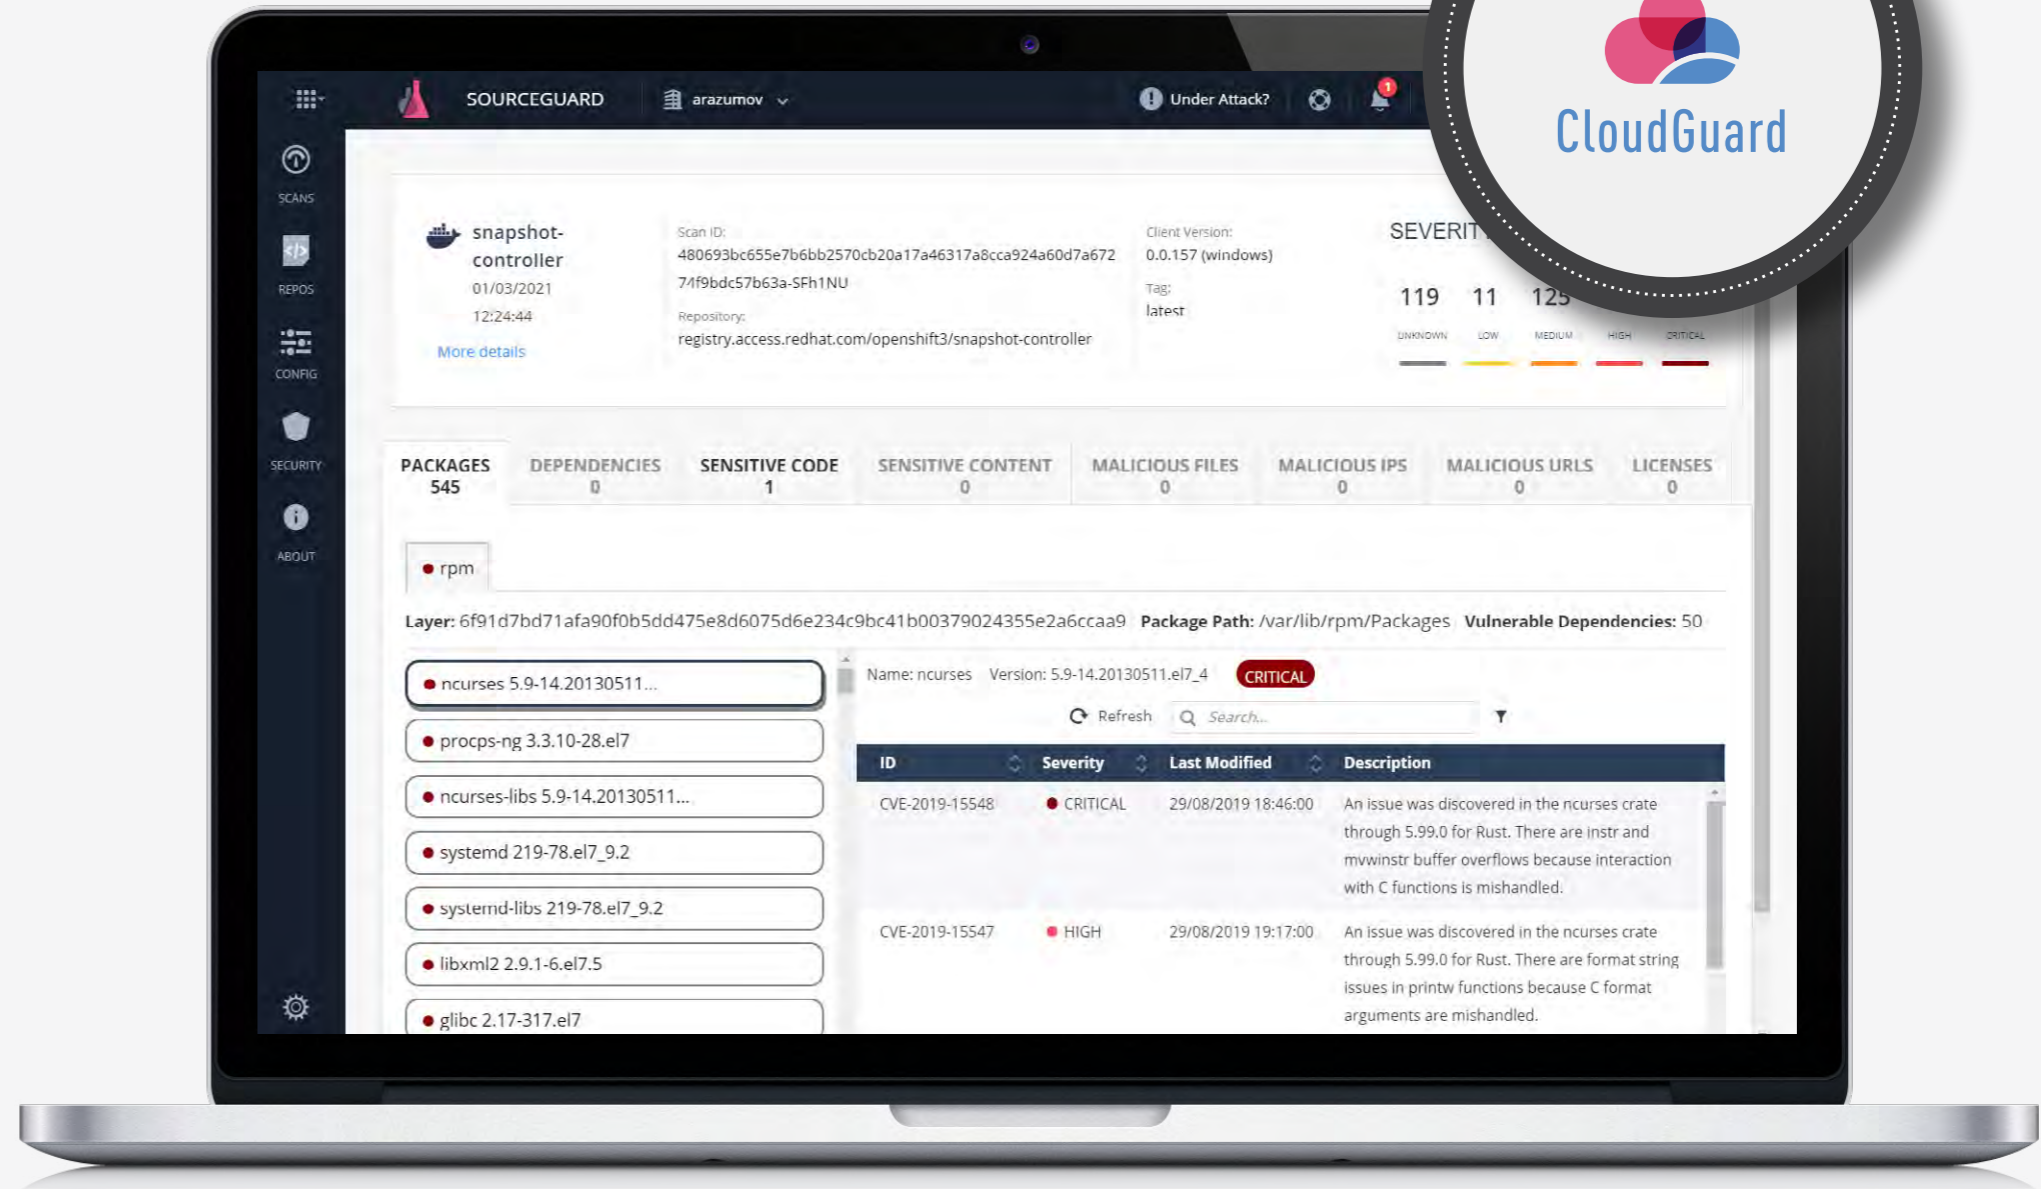 CloudGuard
SOURCEGUARD
arazumov
Under Attack?
1
SCANS
REPOS
CONFIG
SECURITY
ABOUT
snapshot-
controller
01/03/2021
12:24:44
More details
Scan ID:
480693bc655e7b6bb2570cb20a17a46317a8cca924a60d7a672
74f9bdc57b63a-SFh1NU
Repository:
registry.access.redhat.com/openshift3/snapshot-controller
Client Version:
0.0.157 (windows)
Tag:
latest
119 11 125
UNKNOWN LOW MEDIUM HIGH CRITICAL
PACKAGES DEPENDENCIES SENSITIVE CODE SENSITIVE CONTENT MALICIOUS FILES MALICIOUS IPS MALICIOUS URLS LICENSES
545 0 1 0 0 0 0 0
rpm
Layer: 6f91d7bd71afa90f0b5dd475e8d6075d6e234c9bc41b00379024355e2a6ccaa9 Package Path: /var/lib/rpm/Packages Vulnerable Dependencies: 50
ncurses 5.9-14.20130511...
procps-ng 3.3.10-28.el7
ncurses-libs 5.9-14.20130511...
systemd 219-78.el7_9.2
systemd-libs 219-78.el7_9.2
libxml2 2.9.1-6.el7.5
glibc 2.17-317.el7
Name: ncurses Version: 5.9-14.20130511.el7_4 CRITICAL
Refresh Search...
ID Severity Last Modified Description
CVE-2019-15548 CRITICAL 29/08/2019 18:46:00 An issue was discovered in the ncurses crate
through 5.99.0 for Rust. There are instr and
mvwinstr buffer overflows because interaction
with C functions is mishandled.
CVE-2019-15547 HIGH 29/08/2019 19:17:00 An issue was discovered in the ncurses crate
through 5.99.0 for Rust. There are format string
issues in printw functions because C format
arguments are mishandled.